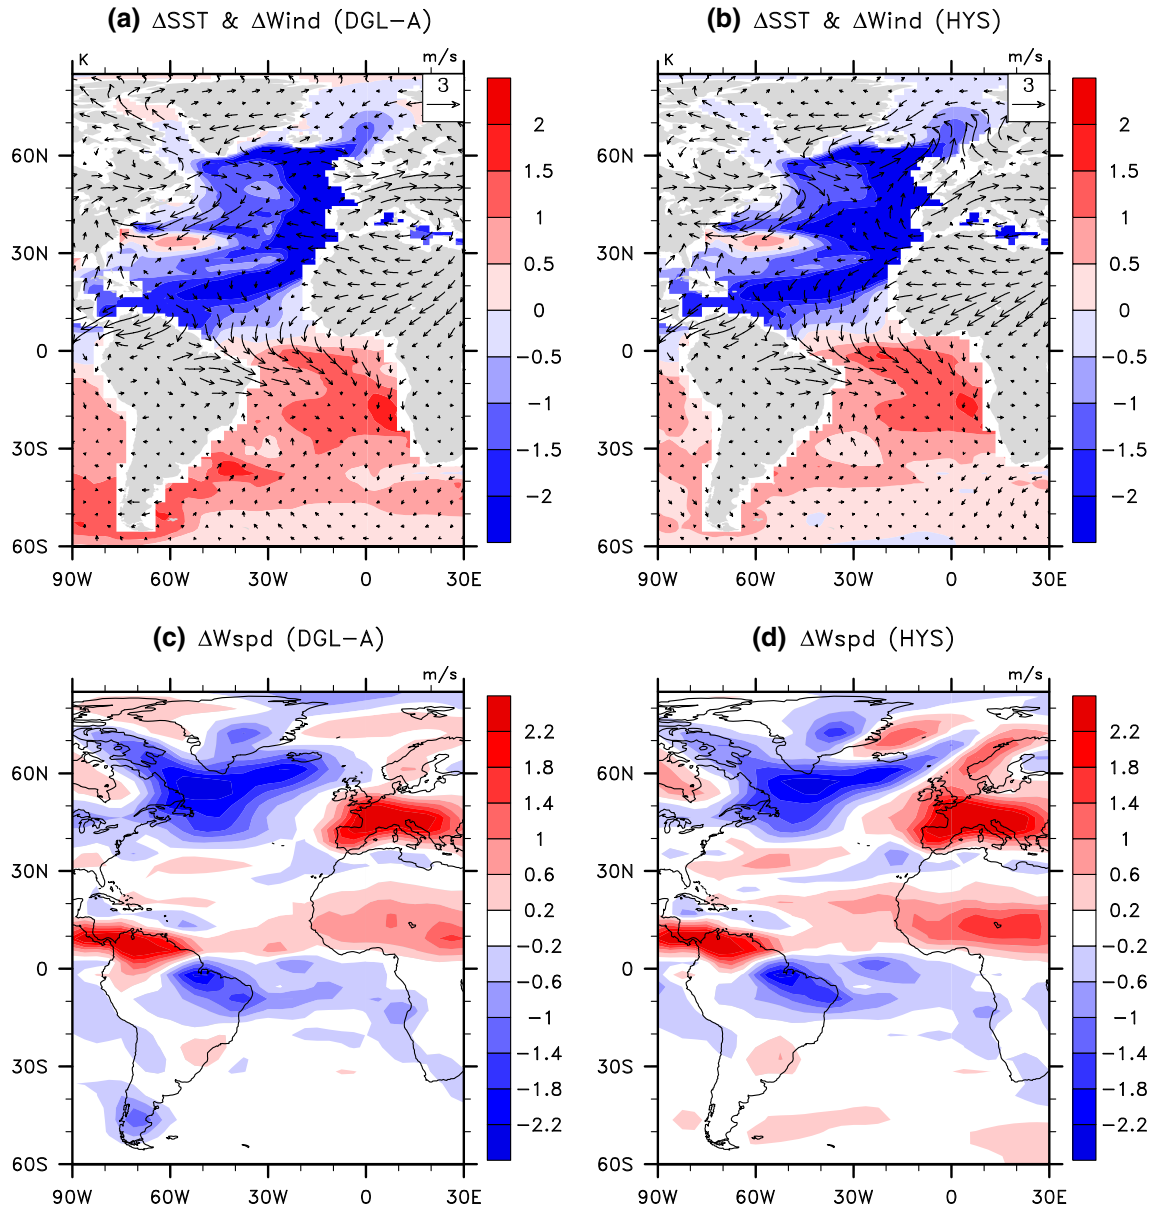 (a) ΔSST & ΔWind (DGL−A)
K
m/s
3
60N
30N
0
30S
60S
90W 60W 30W 0 30E
2
1.5
1
0.5
0
−0.5
−1
−1.5
−2
(b) ΔSST & ΔWind (HYS)
K
m/s
3
60N
30N
0
30S
60S
90W 60W 30W 0 30E
2
1.5
1
0.5
0
−0.5
−1
−1.5
−2
(c) ΔWspd (DGL−A)
m/s
60N
30N
0
30S
60S
90W 60W 30W 0 30E
2.2
1.8
1.4
1
0.6
0.2
−0.2
−0.6
−1
−1.4
−1.8
−2.2
(d) ΔWspd (HYS)
m/s
60N
30N
0
30S
60S
90W 60W 30W 0 30E
2.2
1.8
1.4
1
0.6
0.2
−0.2
−0.6
−1
−1.4
−1.8
−2.2